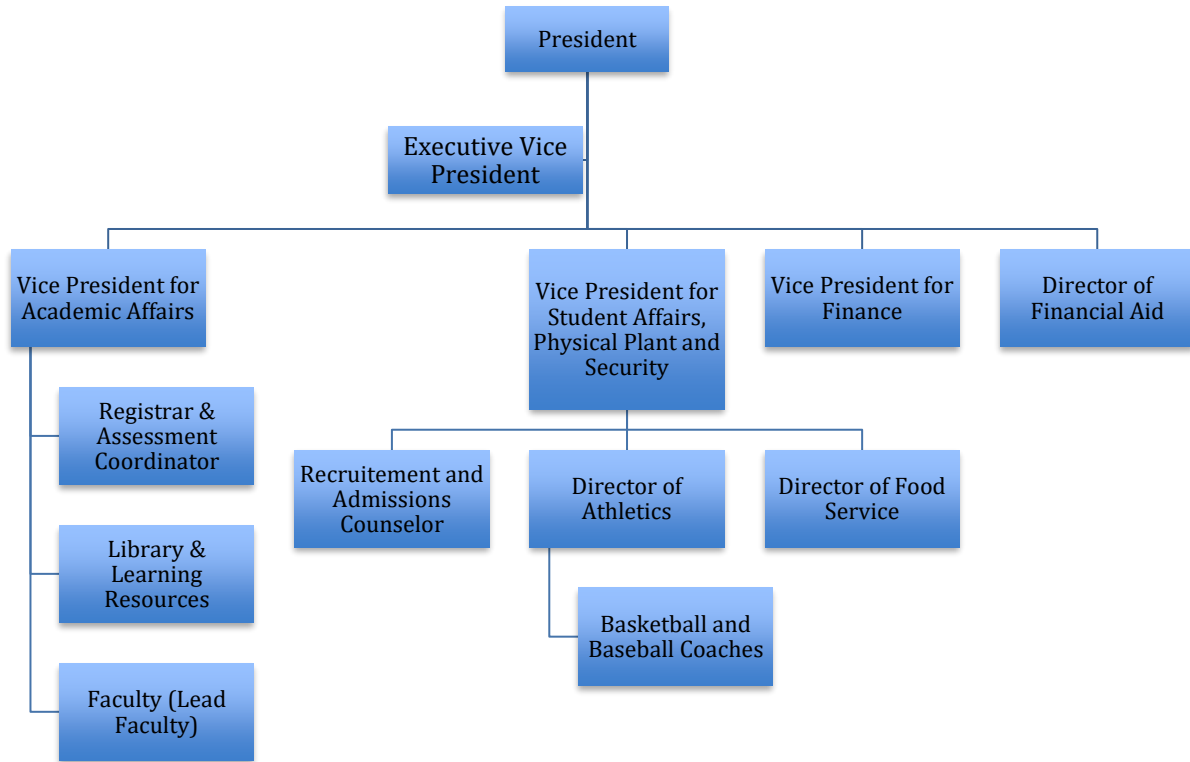 President
Executive Vice
President
Vice President for
Academic Affairs
Vice President for
Student Affairs,
Physical Plant and
Security
Vice President for
Finance
Director of
Financial Aid
Registrar &
Assessment
Coordinator
Library &
Learning
Resources
Faculty (Lead
Faculty)
Recruitement and
Admissions
Counselor
Director of
Athletics
Director of Food
Service
Basketball and
Baseball Coaches